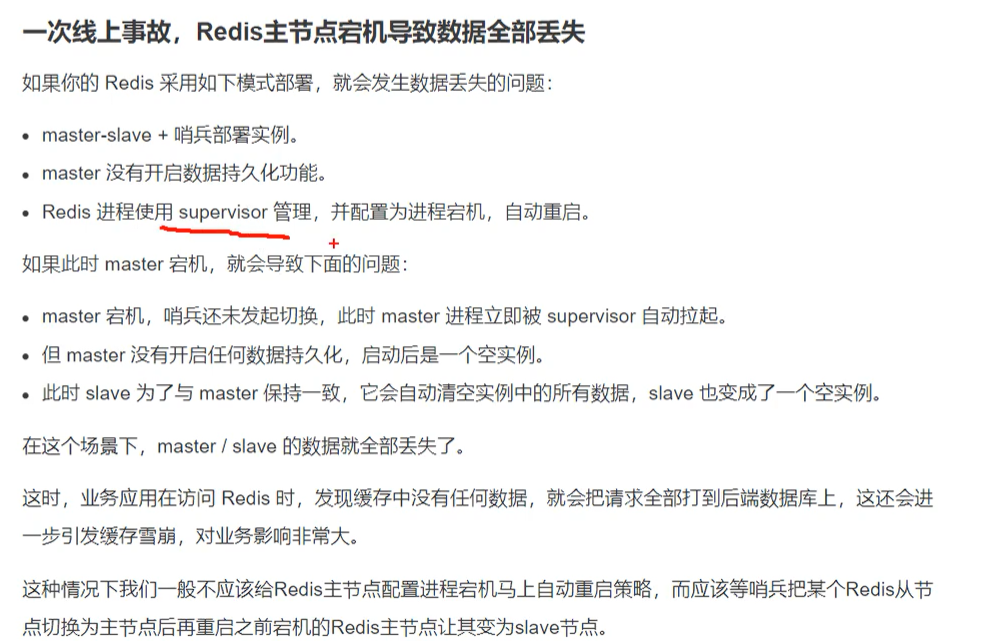 一次线上事故，Redis主节点宕机导致数据全部丢失
如果你的 Redis 采用如下模式部署，就会发生数据丢失的问题：
• master-slave + 哨兵部署实例。
• master 没有开启数据持久化功能。
• Redis 进程使用 supervisor 管理，并配置为进程宕机，自动重启。
如果此时 master 宕机，就会导致下面的问题：
• master 宕机，哨兵还未发起切换，此时 master 进程立即被 supervisor 自动拉起。
• 但 master 没有开启任何数据持久化，启动后是一个空实例。
• 此时 slave 为了与 master 保持一致，它会自动清空实例中的所有数据，slave 也变成了一个空实例。
在这个场景下，master / slave 的数据就全部丢失了。
这时，业务应用在访问 Redis 时，发现缓存中没有任何数据，就会把请求全部打到后端数据库上，这还会进
一步引发缓存雪崩，对业务影响非常大。
这种情况下我们一般不应该给Redis主节点配置进程宕机马上自动重启策略，而应该等哨兵把某个Redis从节
点切换为主节点后再重启之前宕机的Redis主节点让其变为slave节点。